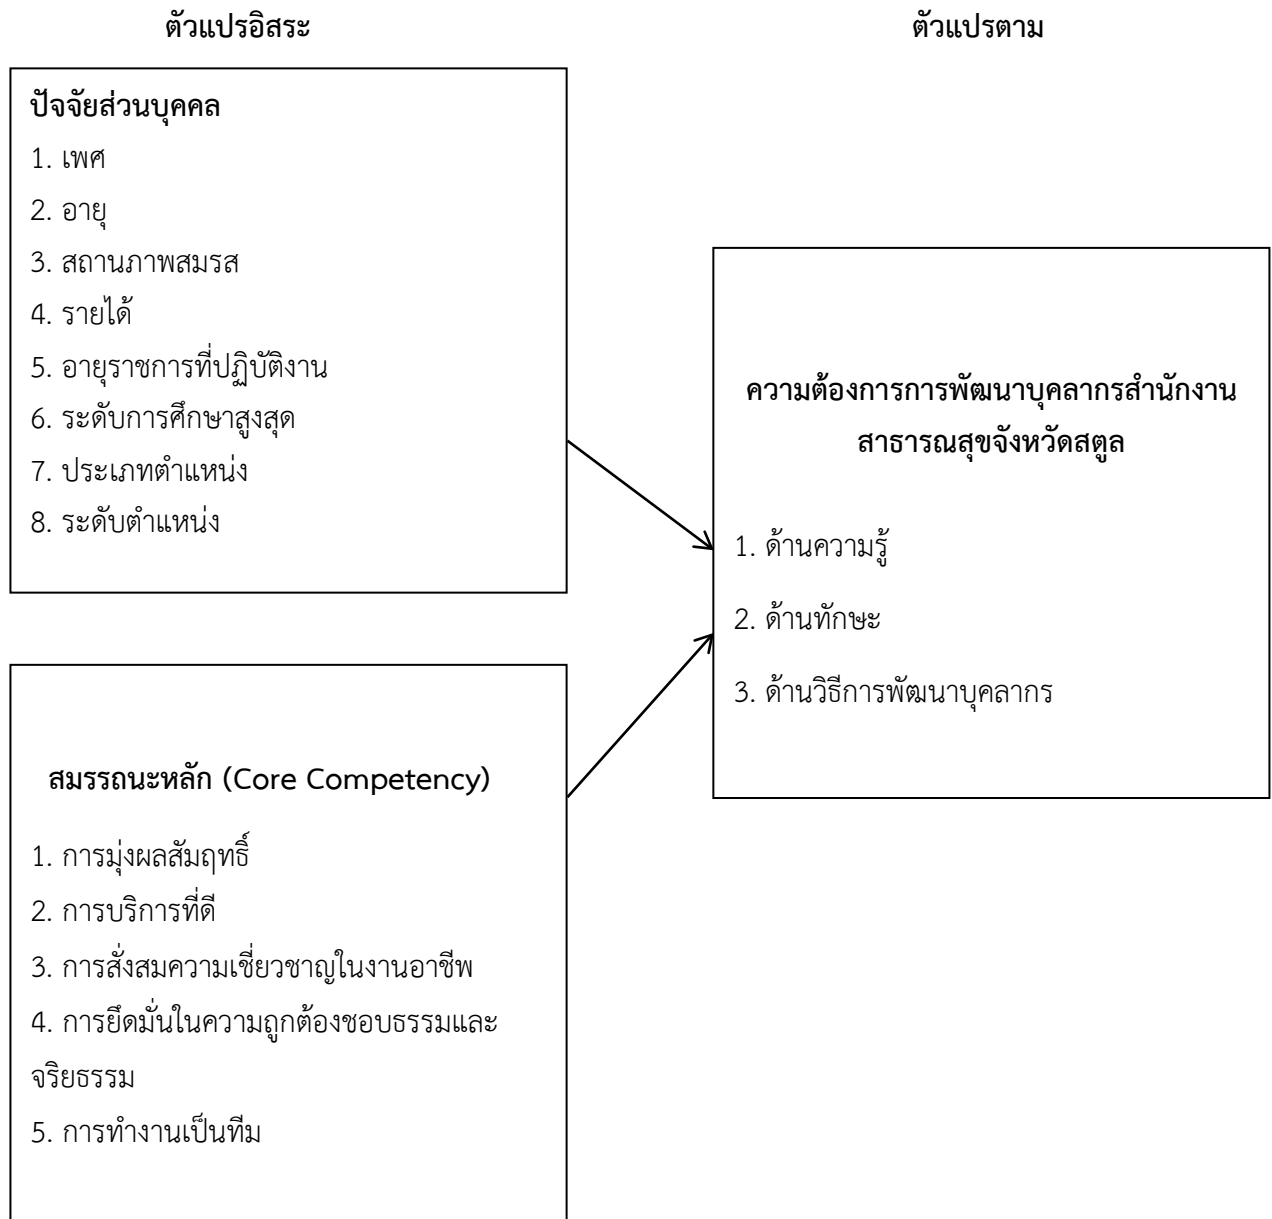 ตัวแปรอิสระ
ตัวแปรตาม
ปัจจัยส่วนบุคคล
1. เพศ
2. อายุ
3. สถานภาพสมรส
4. รายได้
5. อายุราชการที่ปฏิบัติงาน
6. ระดับการศึกษาสูงสุด
7. ประเภทตำแหน่ง
8. ระดับตำแหน่ง
ความต้องการการพัฒนาบุคลากรสำนักงาน
สาธารณสุขจังหวัดสตูล
1. ด้านความรู้
2. ด้านทักษะ
3. ด้านวิธีการพัฒนาบุคลากร
สมรรถนะหลัก (Core Competency)
1. การมุ่งผลสัมฤทธิ์
2. การบริการที่ดี
3. การสั่งสมความเชี่ยวชาญในงานอาชีพ
4. การยึดมั่นในความถูกต้องชอบธรรมและ
จริยธรรม
5. การทำงานเป็นทีม